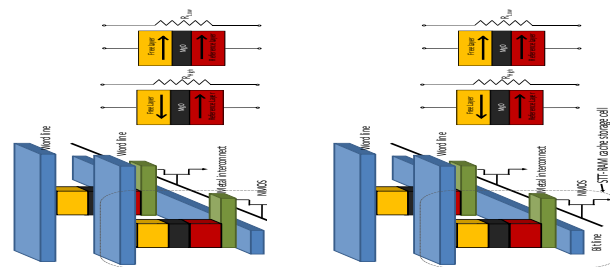 R_Low
Free Layer
MgO
Reference Layer
R_High
Free Layer
MgO
Reference Layer
Word line
Word line
Metal interconnect
NMOS
R_Low
Free Layer
MgO
Reference Layer
R_High
Free Layer
MgO
Reference Layer
Word line
Word line
Metal interconnect
NMOS
Bit line
STT-RAM cache storage cell